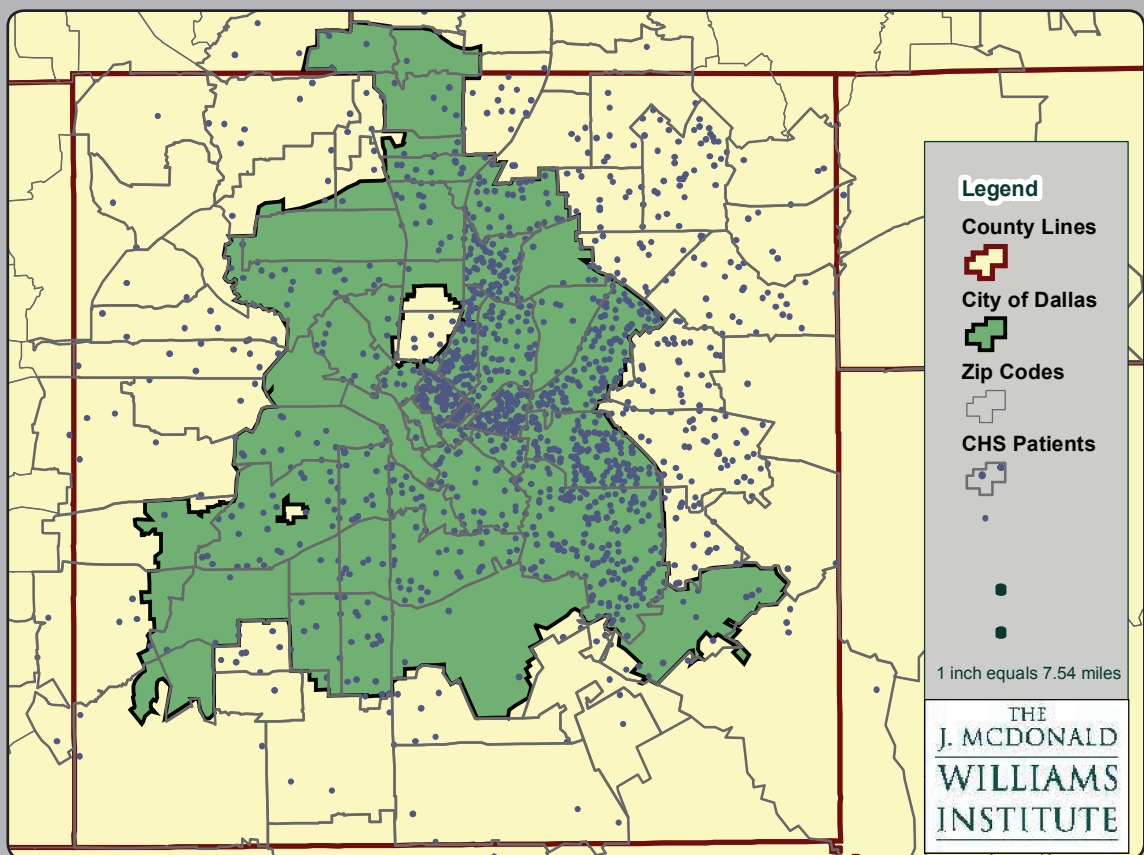 Legend
County Lines
City of Dallas
Zip Codes
CHS Patients
1 inch equals 7.54 miles
THE
J. MCDONALD
WILLIAMS
INSTITUTE